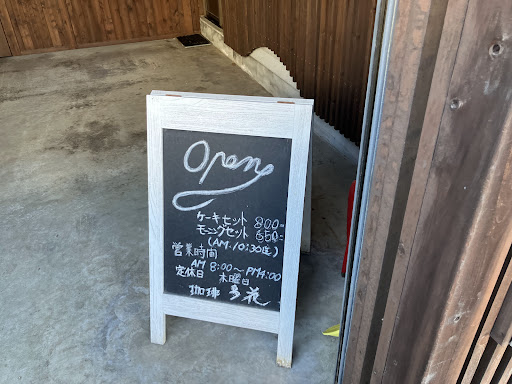 Open
ケーキセット 800-
モーニングセット 650-
(AM:10:30迄)
営業時間
AM 8:00〜PM4:00
定休日 木曜日
珈琲 多花